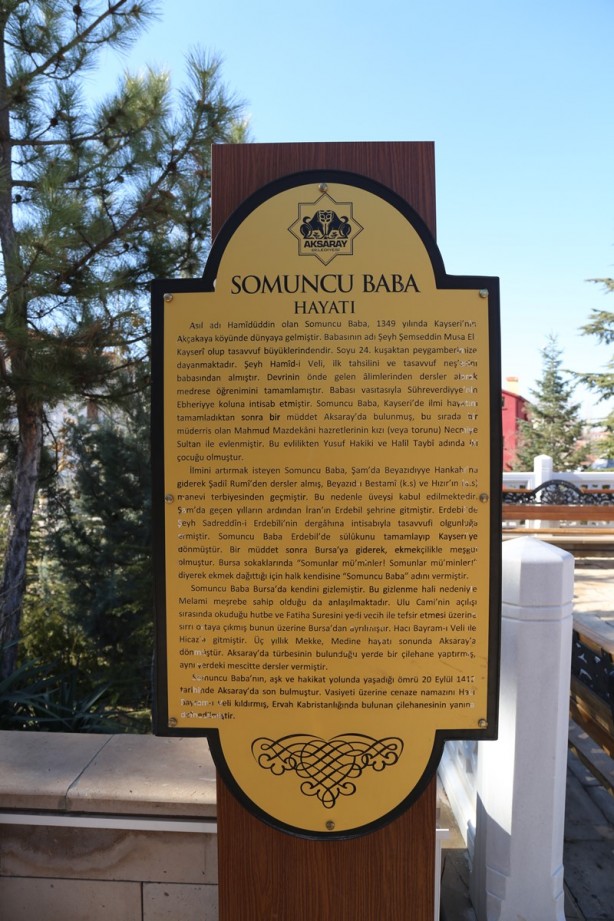 AKSARAY
BELEDİYESİ
SOMUNCU BABA
HAYATI
Asıl adı Hamîdüddin olan Somuncu Baba, 1349 yılında Kayseri'nin
Akçakaya köyünde dünyaya gelmiştir. Babasının adı Şeyh Şemseddin Musa El
Kayserî olup tasavvuf büyüklerindendir. Soyu 24. kuşaktan peygamberimize
dayanmaktadır. Şeyh Hamîd-i Veli, ilk tahsilini ve tasavvuf neş'esini
babasından almıştır. Devrinin önde gelen âlimlerinden dersler alarak
medrese öğrenimini tamamlamıştır. Babası vasıtasıyla Sühreverdiyye'nin
Ebheriyye koluna intisab etmiştir. Somuncu Baba, Kayseri'de ilmi hayatını
tamamladıktan sonra bir müddet Aksaray'da bulunmuş, bu sırada bir
müderris olan Mahmud Mazdekâni hazretlerinin kızı (veya torunu) Necmiye
Sultan ile evlenmiştir. Bu evlilikten Yusuf Hakiki ve Halîl Taybî adında iki
çocuğu olmuştur.
İlmini artırmak isteyen Somuncu Baba, Şam'da Beyazıdıyye Hankahına
giderek Şadil Rumî'den dersler almış, Beyazıd ı Bestamî (k.s) ve Hızır'ın (a.s)
manevi terbiyesinden geçmiştir. Bu nedenle üveysi kabul edilmektedir.
Şam'da geçen yılların ardından İran'ın Erdebil şehrine gitmiştir. Erdebil'de
Şeyh Sadreddîn-i Erdebîlî'nin dergâhına intisabıyla tasavvufi olgunluğa
ermiştir. Somuncu Baba Erdebil'de sülûkunu tamamlayıp Kayseriye
dönmüştür. Bir müddet sonra Bursa'ya giderek, ekmekçilikle meşgul
olmuştur. Bursa sokaklarında "Somunlar mü'minler! Somunlar mü'minler!"
diyerek ekmek dağıttığı için halk kendisine "Somuncu Baba" adını vermiştir.
Somuncu Baba Bursa'da kendini gizlemiştir. Bu gizlenme hali nedeniyle
Melami meşrebe sahip olduğu da anlaşılmaktadır. Ulu Cami'nin açılışı
sırasında okuduğu hutbe ve Fatiha Suresini yedi vecih ile tefsir etmesi üzerine
sırrı ortaya çıkmış bunun üzerine Bursa'dan ayrılmıştır. Hacı Bayram-ı Veli ile
Hicaz'a gitmiştir. Üç yıllık Mekke, Medine hayatı sonunda Aksaray'a
dönmüştür. Aksaray'da türbesinin bulunduğu yerde bir çilehane yaptırmış,
aynı yerdeki mescitte dersler vermiştir.
Somuncu Baba'nın, aşk ve hakikat yolunda yaşadığı ömrü 20 Eylül 1412
tarihinde Aksaray'da son bulmuştur. Vasiyeti üzerine cenaze namazını Hacı
Bayram-ı Veli kıldırmış, Ervah Kabristanlığında bulunan çilehanesinin yanına